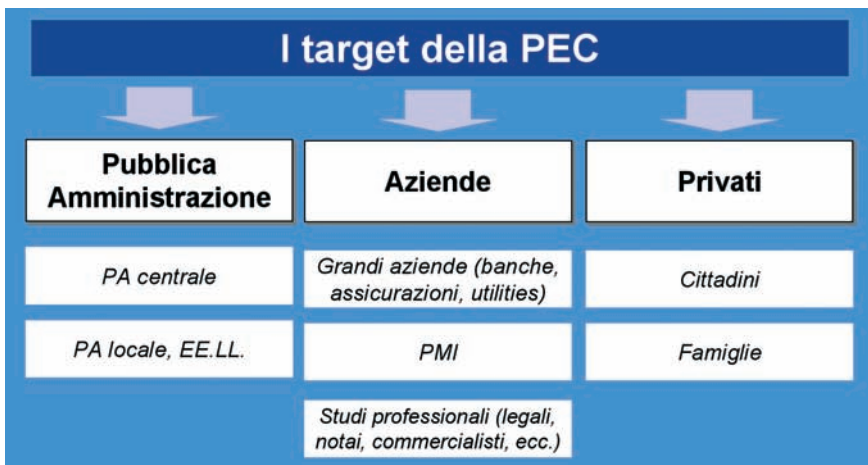 I target della PEC
Pubblica
Amministrazione
Aziende
Privati
PA centrale
Grandi aziende (banche,
assicurazioni, utilities)
Cittadini
PA locale, EE.LL.
PMI
Famiglie
Studi professionali (legali,
notai, commercialisti, ecc.)